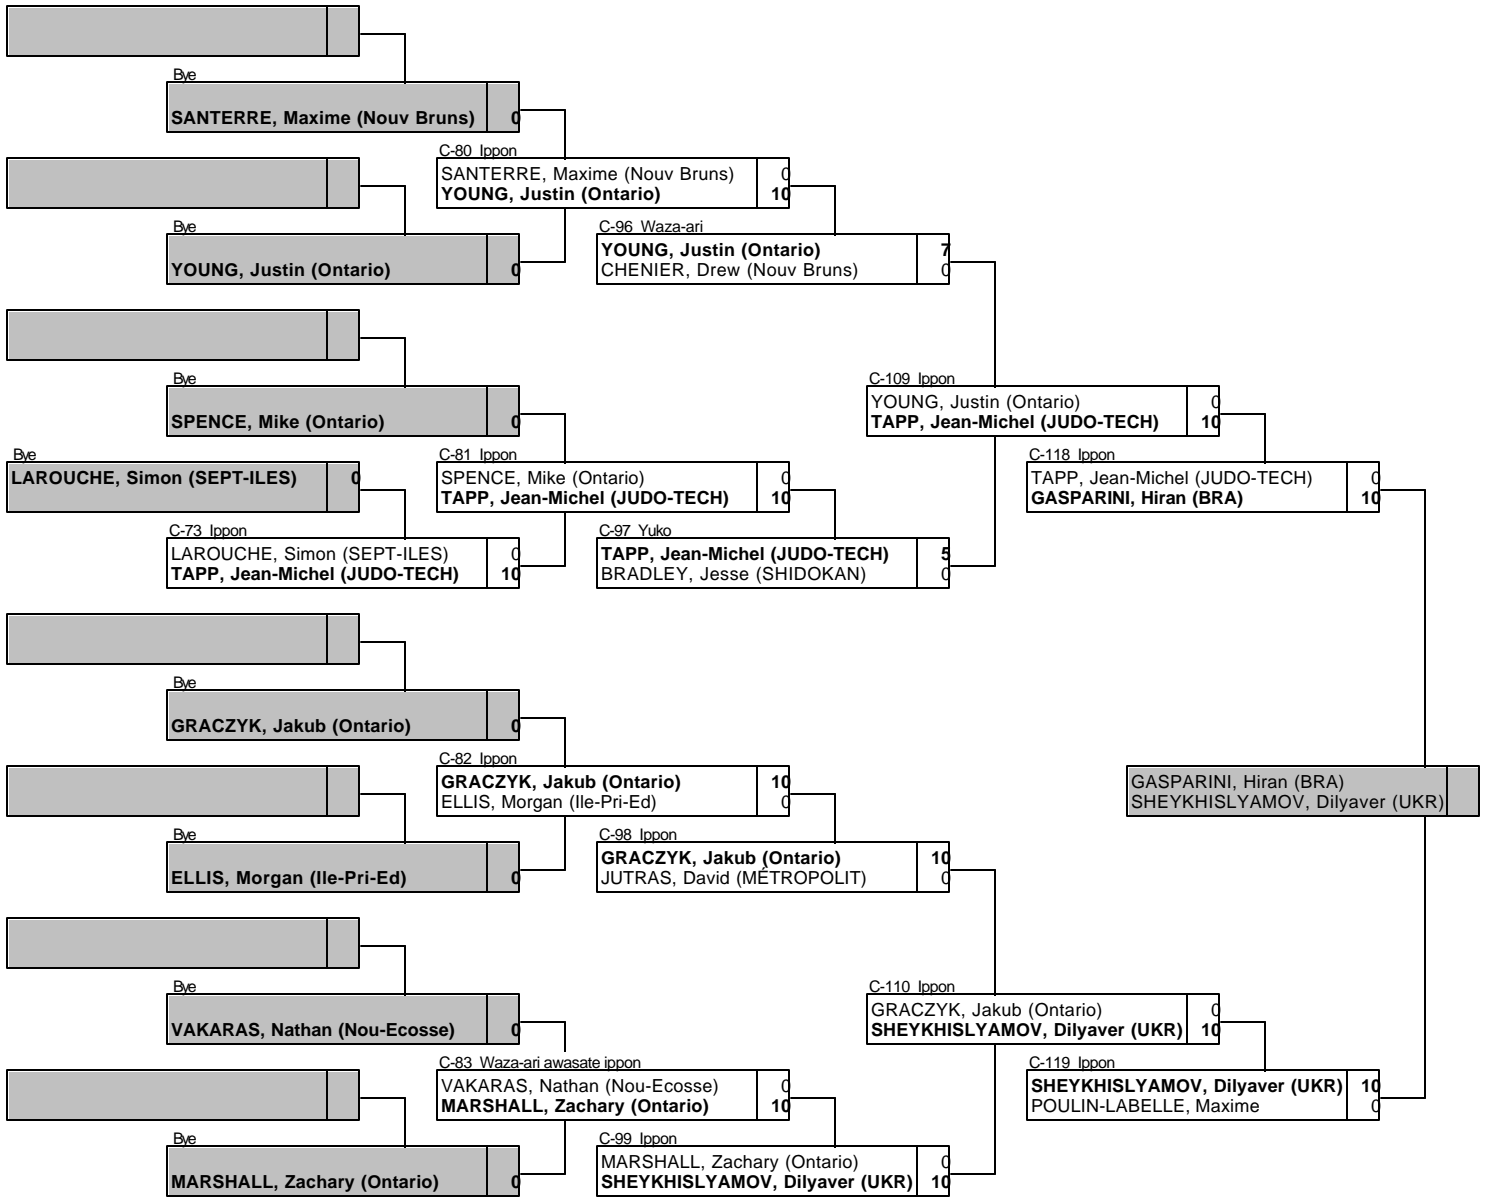 Bye
SANTERRE, Maxime (Nouv Bruns) 0
C-80 Ippon
SANTERRE, Maxime (Nouv Bruns) 0
YOUNG, Justin (Ontario) 10
Bye
YOUNG, Justin (Ontario) 0
C-96 Waza-ari
YOUNG, Justin (Ontario) 7
CHENIER, Drew (Nouv Bruns) 0
Bye
SPENCE, Mike (Ontario) 0
C-109 Ippon
YOUNG, Justin (Ontario) 0
TAPP, Jean-Michel (JUDO-TECH) 10
Bye
LAROUCHE, Simon (SEPT-ILES) 0
C-81 Ippon
SPENCE, Mike (Ontario) 0
TAPP, Jean-Michel (JUDO-TECH) 10
C-118 Ippon
TAPP, Jean-Michel (JUDO-TECH) 0
GASPARINI, Hiran (BRA) 10
C-73 Ippon
LAROUCHE, Simon (SEPT-ILES) 0
TAPP, Jean-Michel (JUDO-TECH) 10
C-97 Yuko
TAPP, Jean-Michel (JUDO-TECH) 5
BRADLEY, Jesse (SHIDOKAN) 0
Bye
GRACZYK, Jakub (Ontario) 0
C-82 Ippon
GRACZYK, Jakub (Ontario) 10
ELLIS, Morgan (Ile-Pri-Ed) 0
GASPARINI, Hiran (BRA)
SHEYKHISLYAMOV, Dilyaver (UKR)
Bye
ELLIS, Morgan (Ile-Pri-Ed) 0
C-98 Ippon
GRACZYK, Jakub (Ontario) 10
JUTRAS, David (MÉTROPOLIT) 0
Bye
VAKARAS, Nathan (Nou-Ecosse) 0
C-110 Ippon
GRACZYK, Jakub (Ontario) 0
SHEYKHISLYAMOV, Dilyaver (UKR) 10
C-83 Waza-ari awasate ippon
VAKARAS, Nathan (Nou-Ecosse) 0
MARSHALL, Zachary (Ontario) 10
C-119 Ippon
SHEYKHISLYAMOV, Dilyaver (UKR) 10
POULIN-LABELLE, Maxime 0
Bye
MARSHALL, Zachary (Ontario) 0
C-99 Ippon
MARSHALL, Zachary (Ontario) 0
SHEYKHISLYAMOV, Dilyaver (UKR) 10